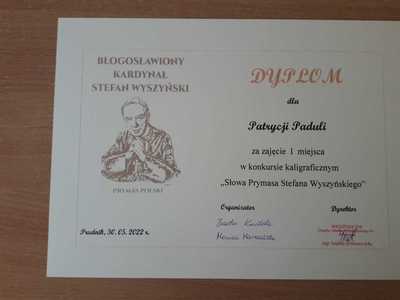 BŁOGOSŁAWIONY
KARDYNAŁ
STEFAN WYSZYŃSKI
PRYMAS POLSKI
Prudnik, 30. 05. 2022 r.
DYPLOM
dla
Patrycji Paduli
za zajęcie I miejsca
w konkursie kaligraficznym
„Słowa Prymasa Stefana Wyszyńskiego”
Organizator
Dyrektor